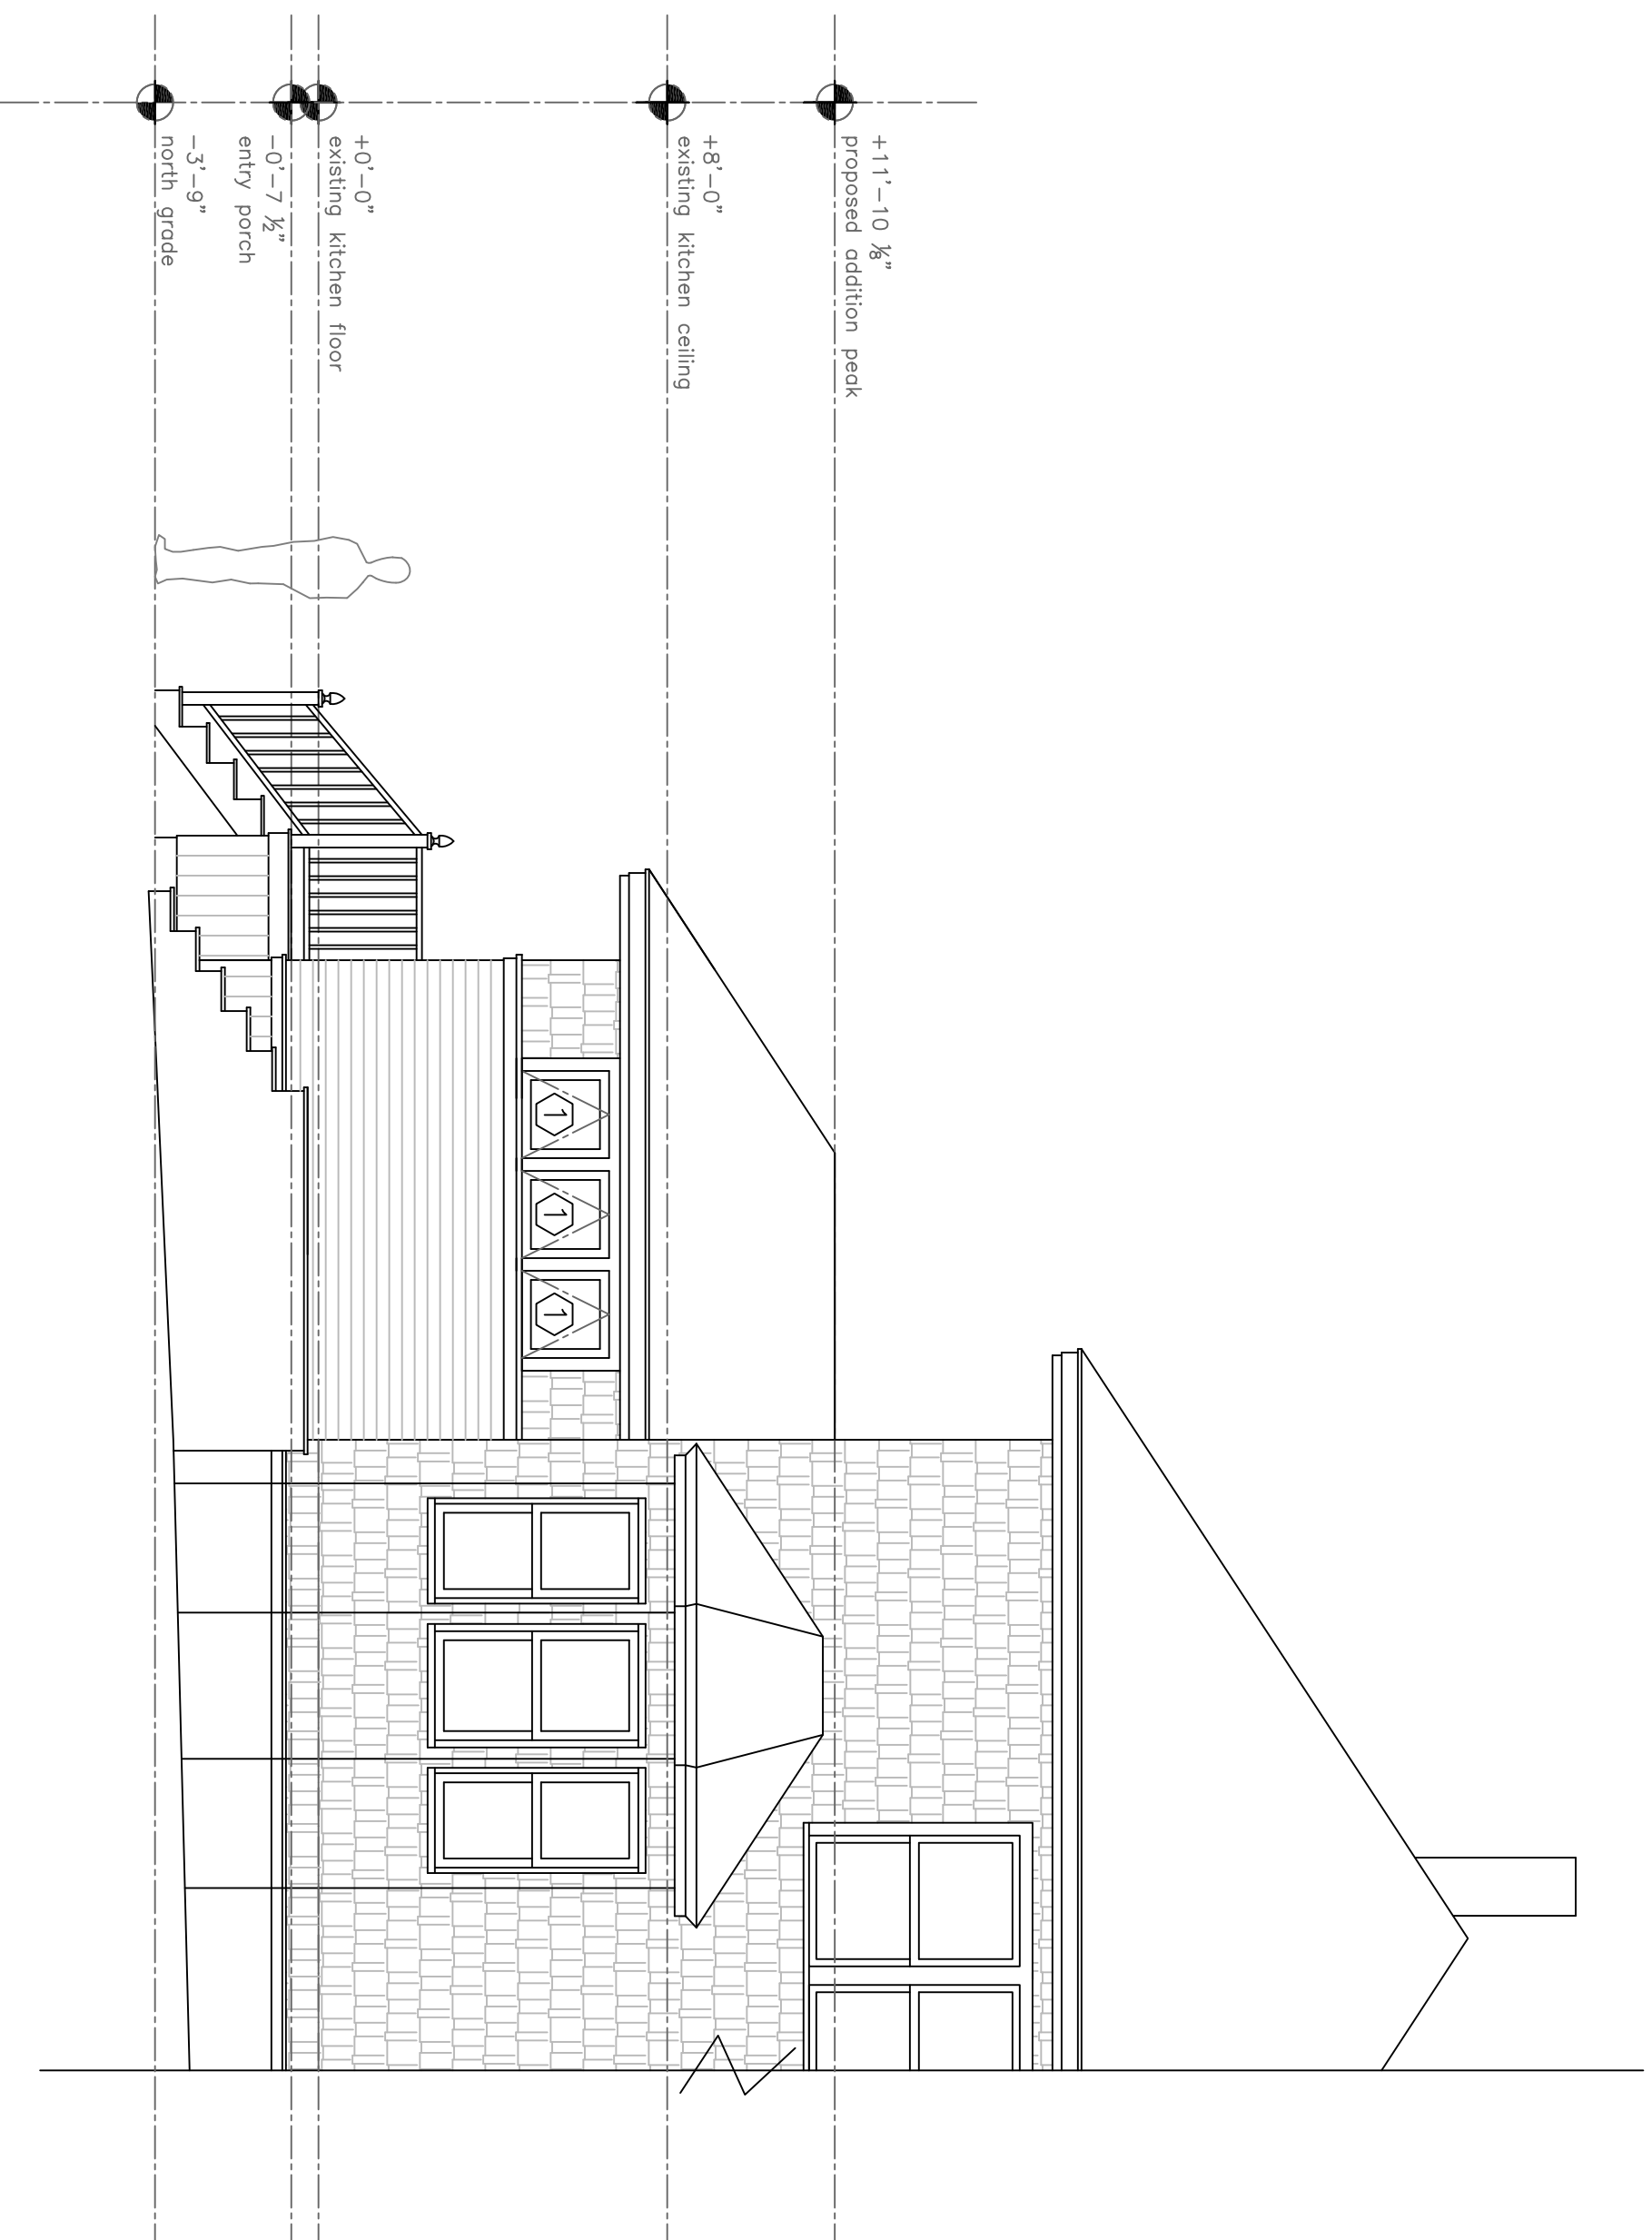 +11'-10 ⅛"
proposed addition peak
+8'-0"
existing kitchen ceiling
+0'-0"
existing kitchen floor
-0'-7 ½"
entry porch
-3'-9"
north grade
1
1
1